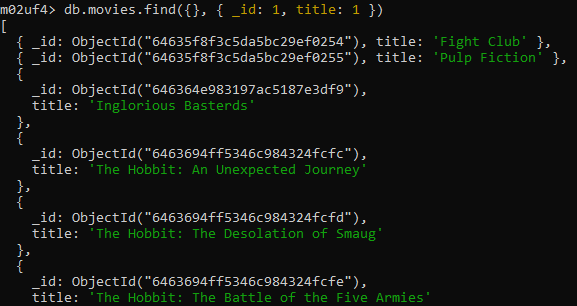 m02uf4> db.movies.find({}, { _id: 1, title: 1 })
[
  { _id: ObjectId("64635f8f3c5da5bc29ef0254"), title: 'Fight Club' },
  { _id: ObjectId("64635f8f3c5da5bc29ef0255"), title: 'Pulp Fiction' },
  {
    _id: ObjectId("646364e983197ac5187e3df9"),
    title: 'Inglorious Basterds'
  },
  {
    _id: ObjectId("6463694ff5346c984324fcfc"),
    title: 'The Hobbit: An Unexpected Journey'
  },
  {
    _id: ObjectId("6463694ff5346c984324fcfd"),
    title: 'The Hobbit: The Desolation of Smaug'
  },
  {
    _id: ObjectId("6463694ff5346c984324fcfe"),
    title: 'The Hobbit: The Battle of the Five Armies'